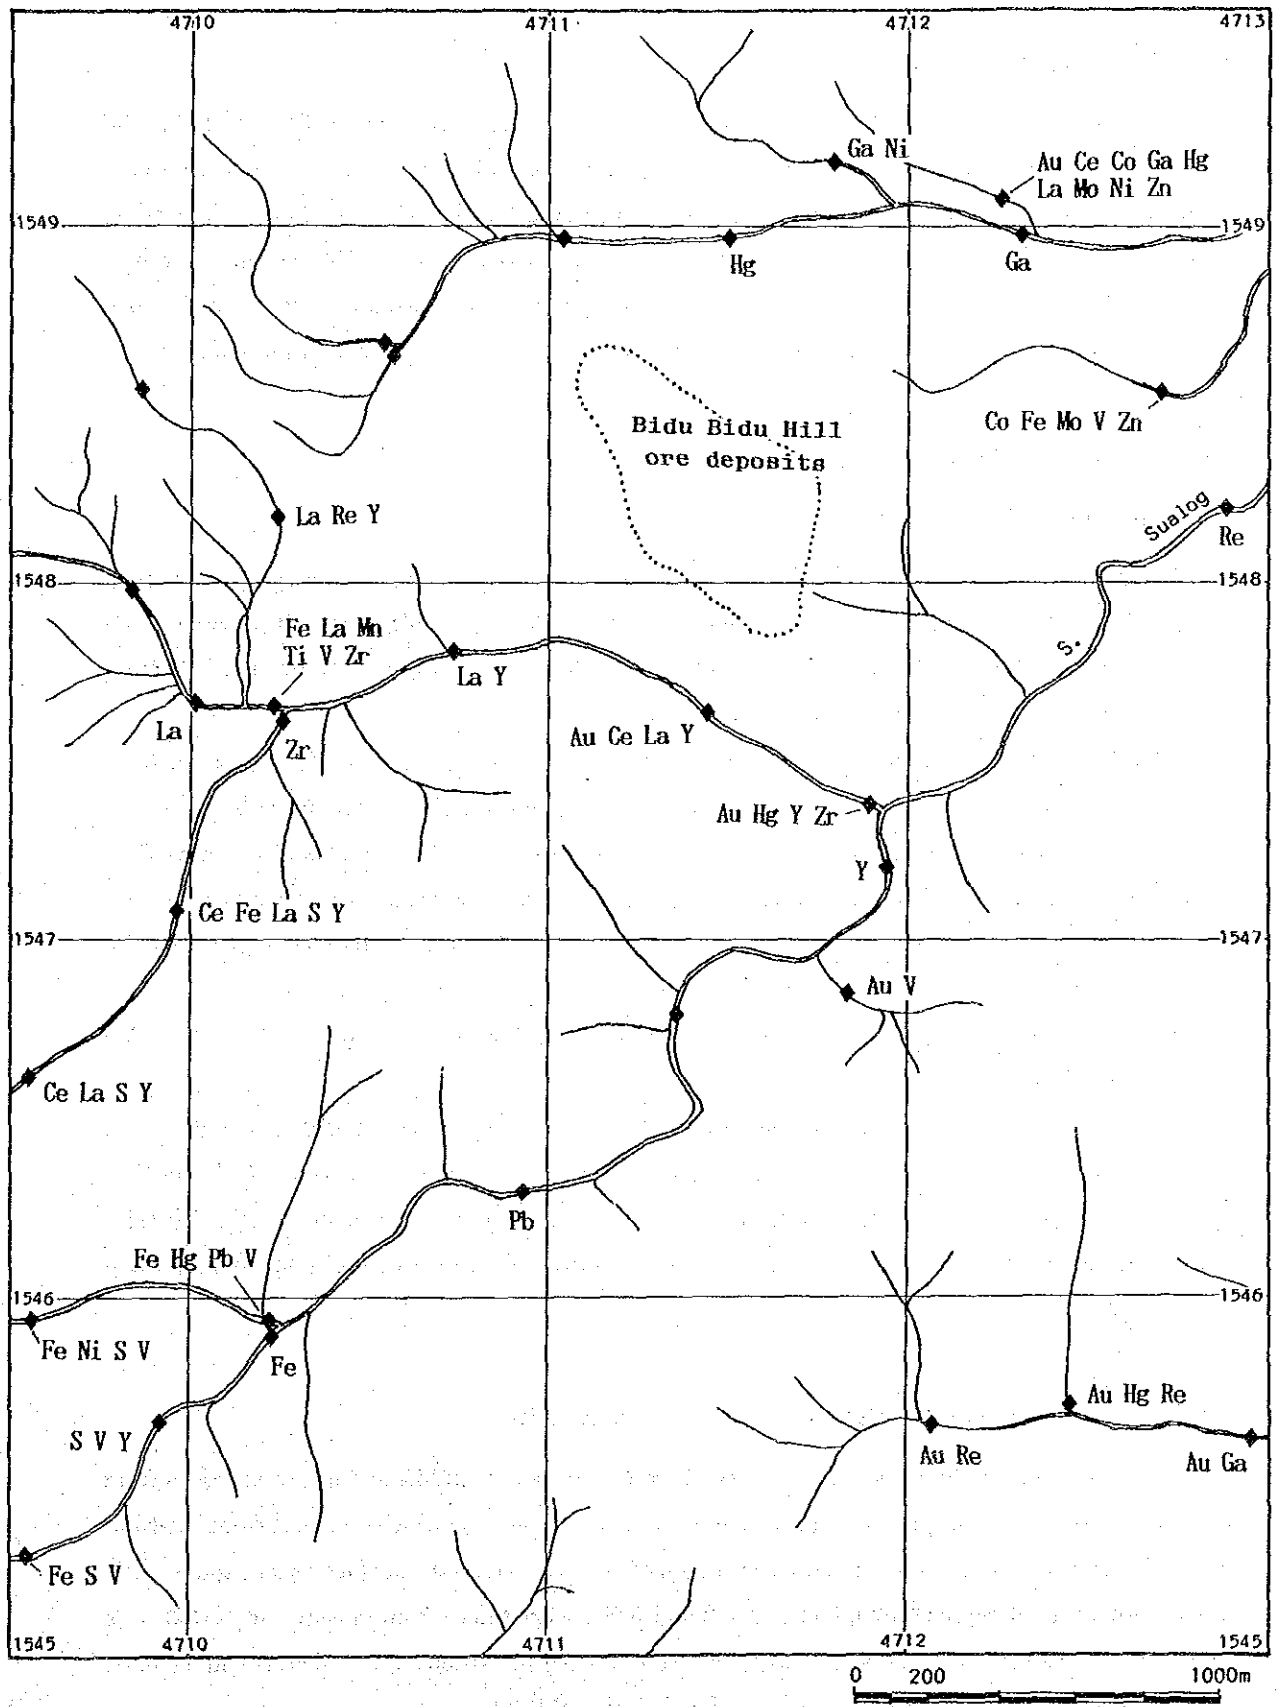 4710
4711
4712
4713
Ga Ni
Au Ce Co Ga Hg
La Mo Ni Zn
1549
1549
Hg
Ga
Bidu Bidu Hill
ore deposits
Co Fe Mo V Zn
La Re Y
S. Sualog
Re
1548
1548
Fe La Mn
Ti V Zr
La Y
La
Zr
Au Ce La Y
Au Hg Y Zr
Y
Ce Fe La S Y
1547
1547
Au V
Ce La S Y
Pb
Fe Hg Pb V
1546
1546
Fe Ni S V
Fe
Au Hg Re
S V Y
Au Re
Au Ga
Fe S V
1545
4710
4711
4712
1545
0 200 1000m